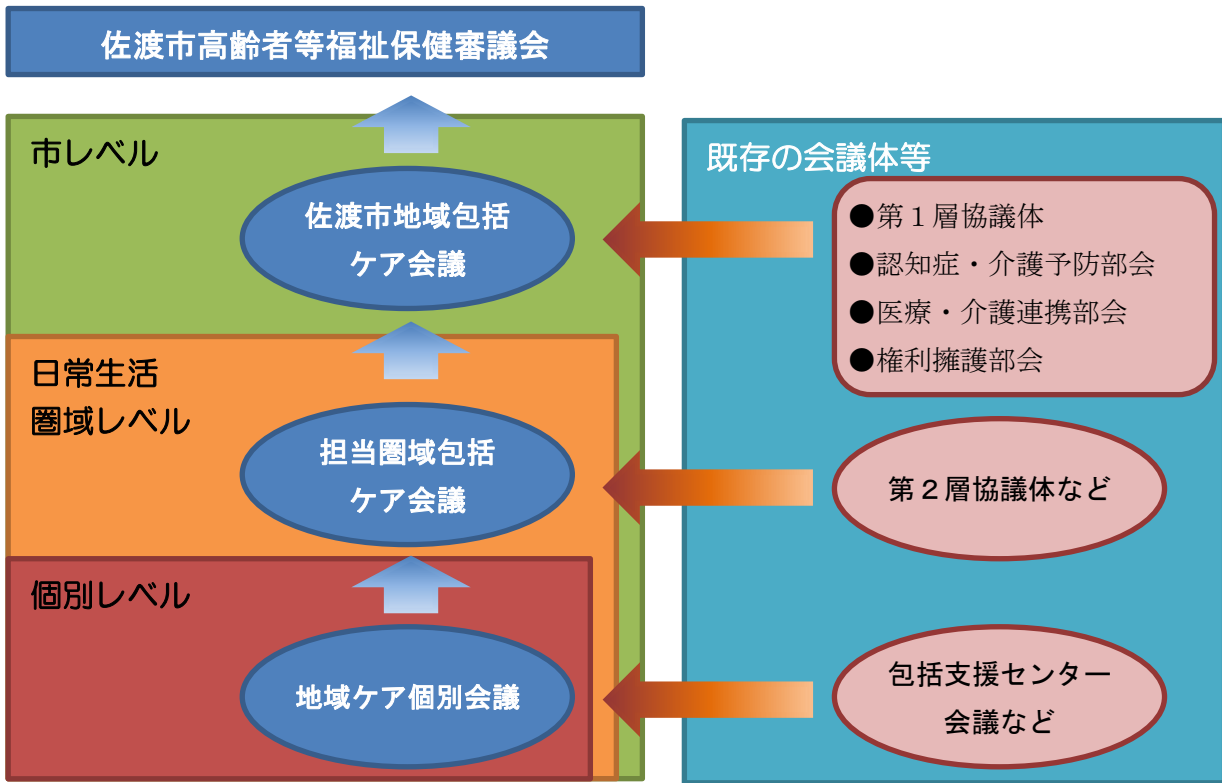 佐渡市高齢者等福祉保健審議会
市レベル
佐渡市地域包括
ケア会議
日常生活
圏域レベル
担当圏域包括
ケア会議
個別レベル
地域ケア個別会議
既存の会議体等
●第１層協議体
●認知症・介護予防部会
●医療・介護連携部会
●権利擁護部会
第２層協議体など
包括支援センター
会議など